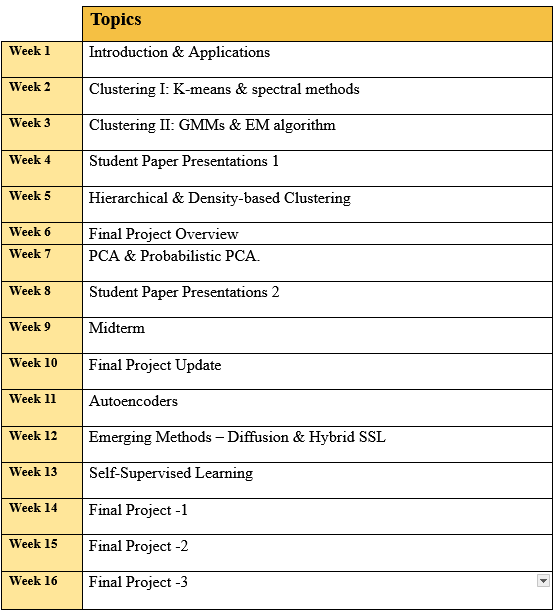 Topics
Week 1 Introduction & Applications
Week 2 Clustering I: K-means & spectral methods
Week 3 Clustering II: GMMs & EM algorithm
Week 4 Student Paper Presentations 1
Week 5 Hierarchical & Density-based Clustering
Week 6 Final Project Overview
Week 7 PCA & Probabilistic PCA.
Week 8 Student Paper Presentations 2
Week 9 Midterm
Week 10 Final Project Update
Week 11 Autoencoders
Week 12 Emerging Methods – Diffusion & Hybrid SSL
Week 13 Self-Supervised Learning
Week 14 Final Project -1
Week 15 Final Project -2
Week 16 Final Project -3